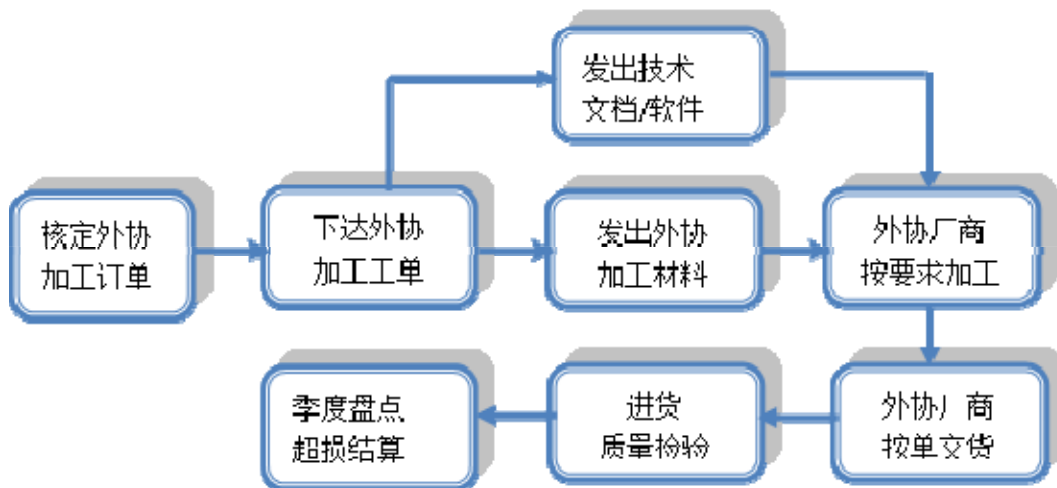 发出技术
文档/软件
核定外协
加工订单
下达外协
加工工单
发出外协
加工材料
外协厂商
按要求加工
季度盘点
超损结算
进货
质量检验
外协厂商
按单交货